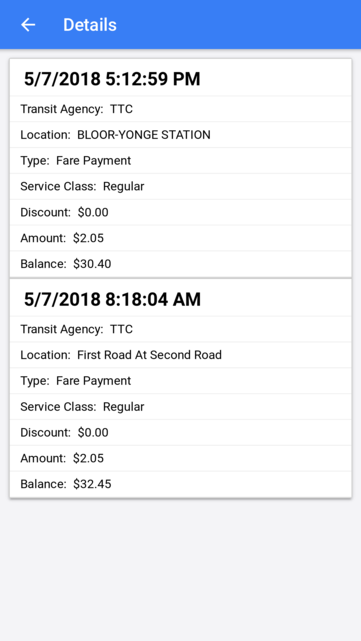 Details
5/7/2018 5:12:59 PM
Transit Agency: TTC
Location: BLOOR-YONGE STATION
Type: Fare Payment
Service Class: Regular
Discount: $0.00
Amount: $2.05
Balance: $30.40
5/7/2018 8:18:04 AM
Transit Agency: TTC
Location: First Road At Second Road
Type: Fare Payment
Service Class: Regular
Discount: $0.00
Amount: $2.05
Balance: $32.45